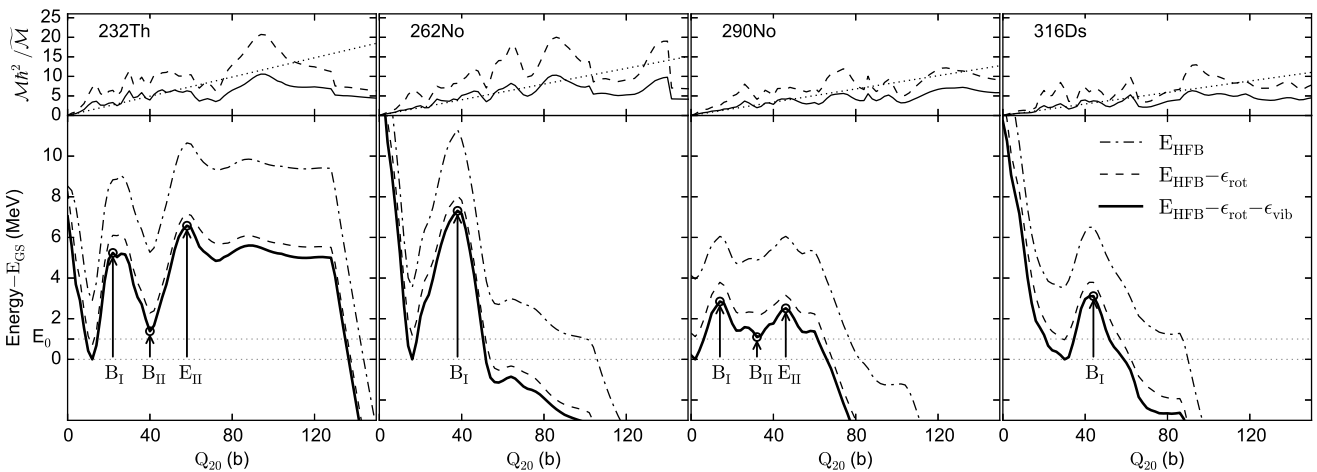 232Th 262No 290No 316Ds
ℳħ²/ℳ̃
25
20
15
10
5
0
Energy−E_GS (MeV)
10
8
6
4
2
E₀
0
B_I B_II E_II
B_I
B_I B_II E_II
B_I
E_HFB
E_HFB−ϵ_rot
E_HFB−ϵ_rot−ϵ_vib
0 40 80 120 0 40 80 120 0 40 80 120 0 40 80 120
Q₂₀ (b) Q₂₀ (b) Q₂₀ (b) Q₂₀ (b)